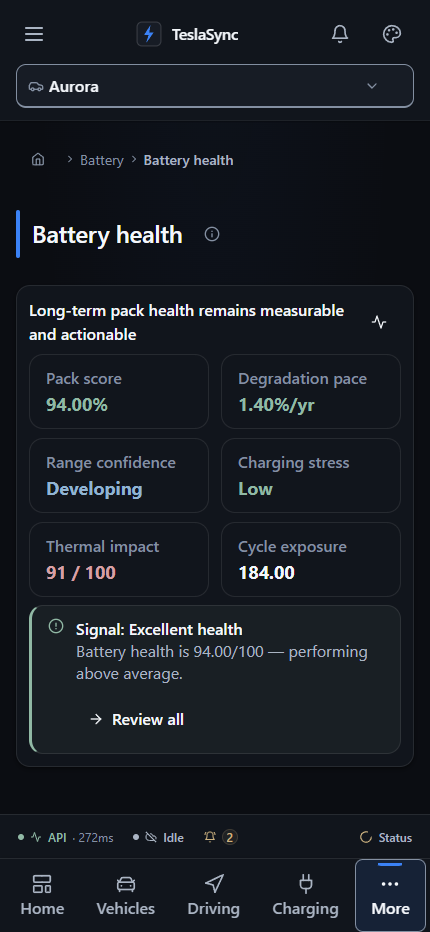 TeslaSync
Aurora
Battery
Battery health
Battery health
Long-term pack health remains measurable
and actionable
Pack score
94.00%
Degradation pace
1.40%/yr
Range confidence
Developing
Charging stress
Low
Thermal impact
91 / 100
Cycle exposure
184.00
Signal: Excellent health
Battery health is 94.00/100 — performing
above average.
Review all
API · 272ms
Idle
2
Status
Home
Vehicles
Driving
Charging
More